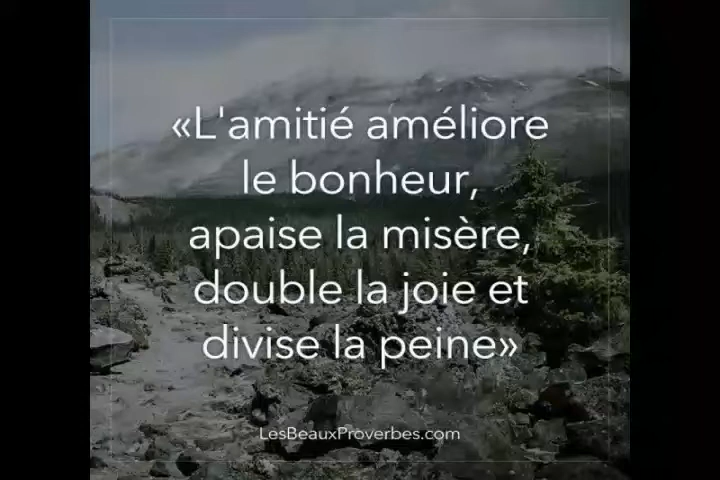 «L'amitié améliore
le bonheur,
apaise la misère,
double la joie et
divise la peine»
LesBeauxProverbes.com